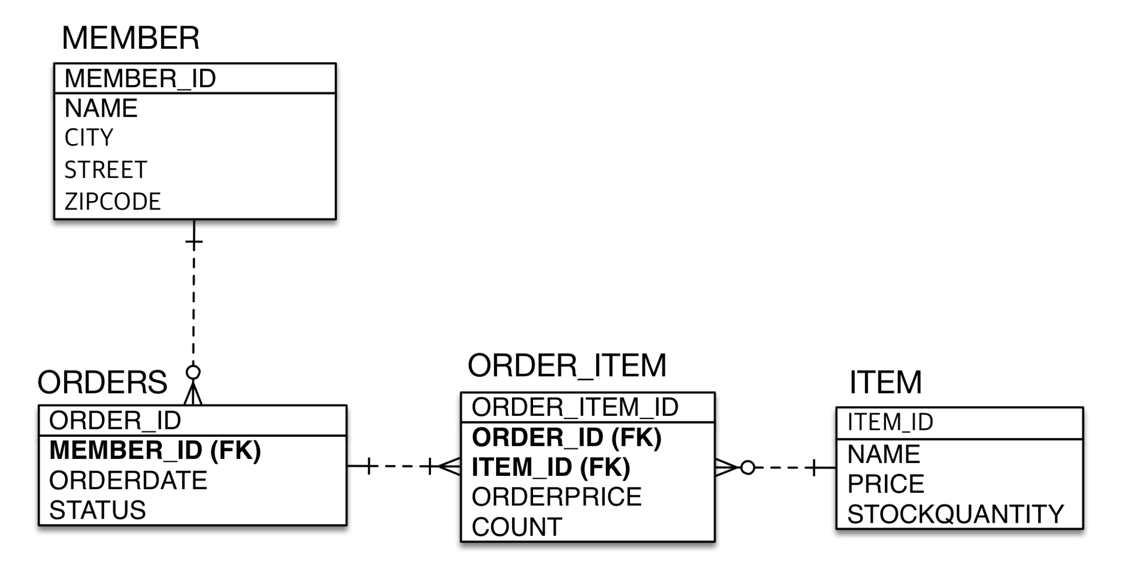 MEMBER
MEMBER_ID
NAME
CITY
STREET
ZIPCODE
ORDERS
ORDER_ID
MEMBER_ID (FK)
ORDERDATE
STATUS
ORDER_ITEM
ORDER_ITEM_ID
ORDER_ID (FK)
ITEM_ID (FK)
ORDERPRICE
COUNT
ITEM
ITEM_ID
NAME
PRICE
STOCKQUANTITY